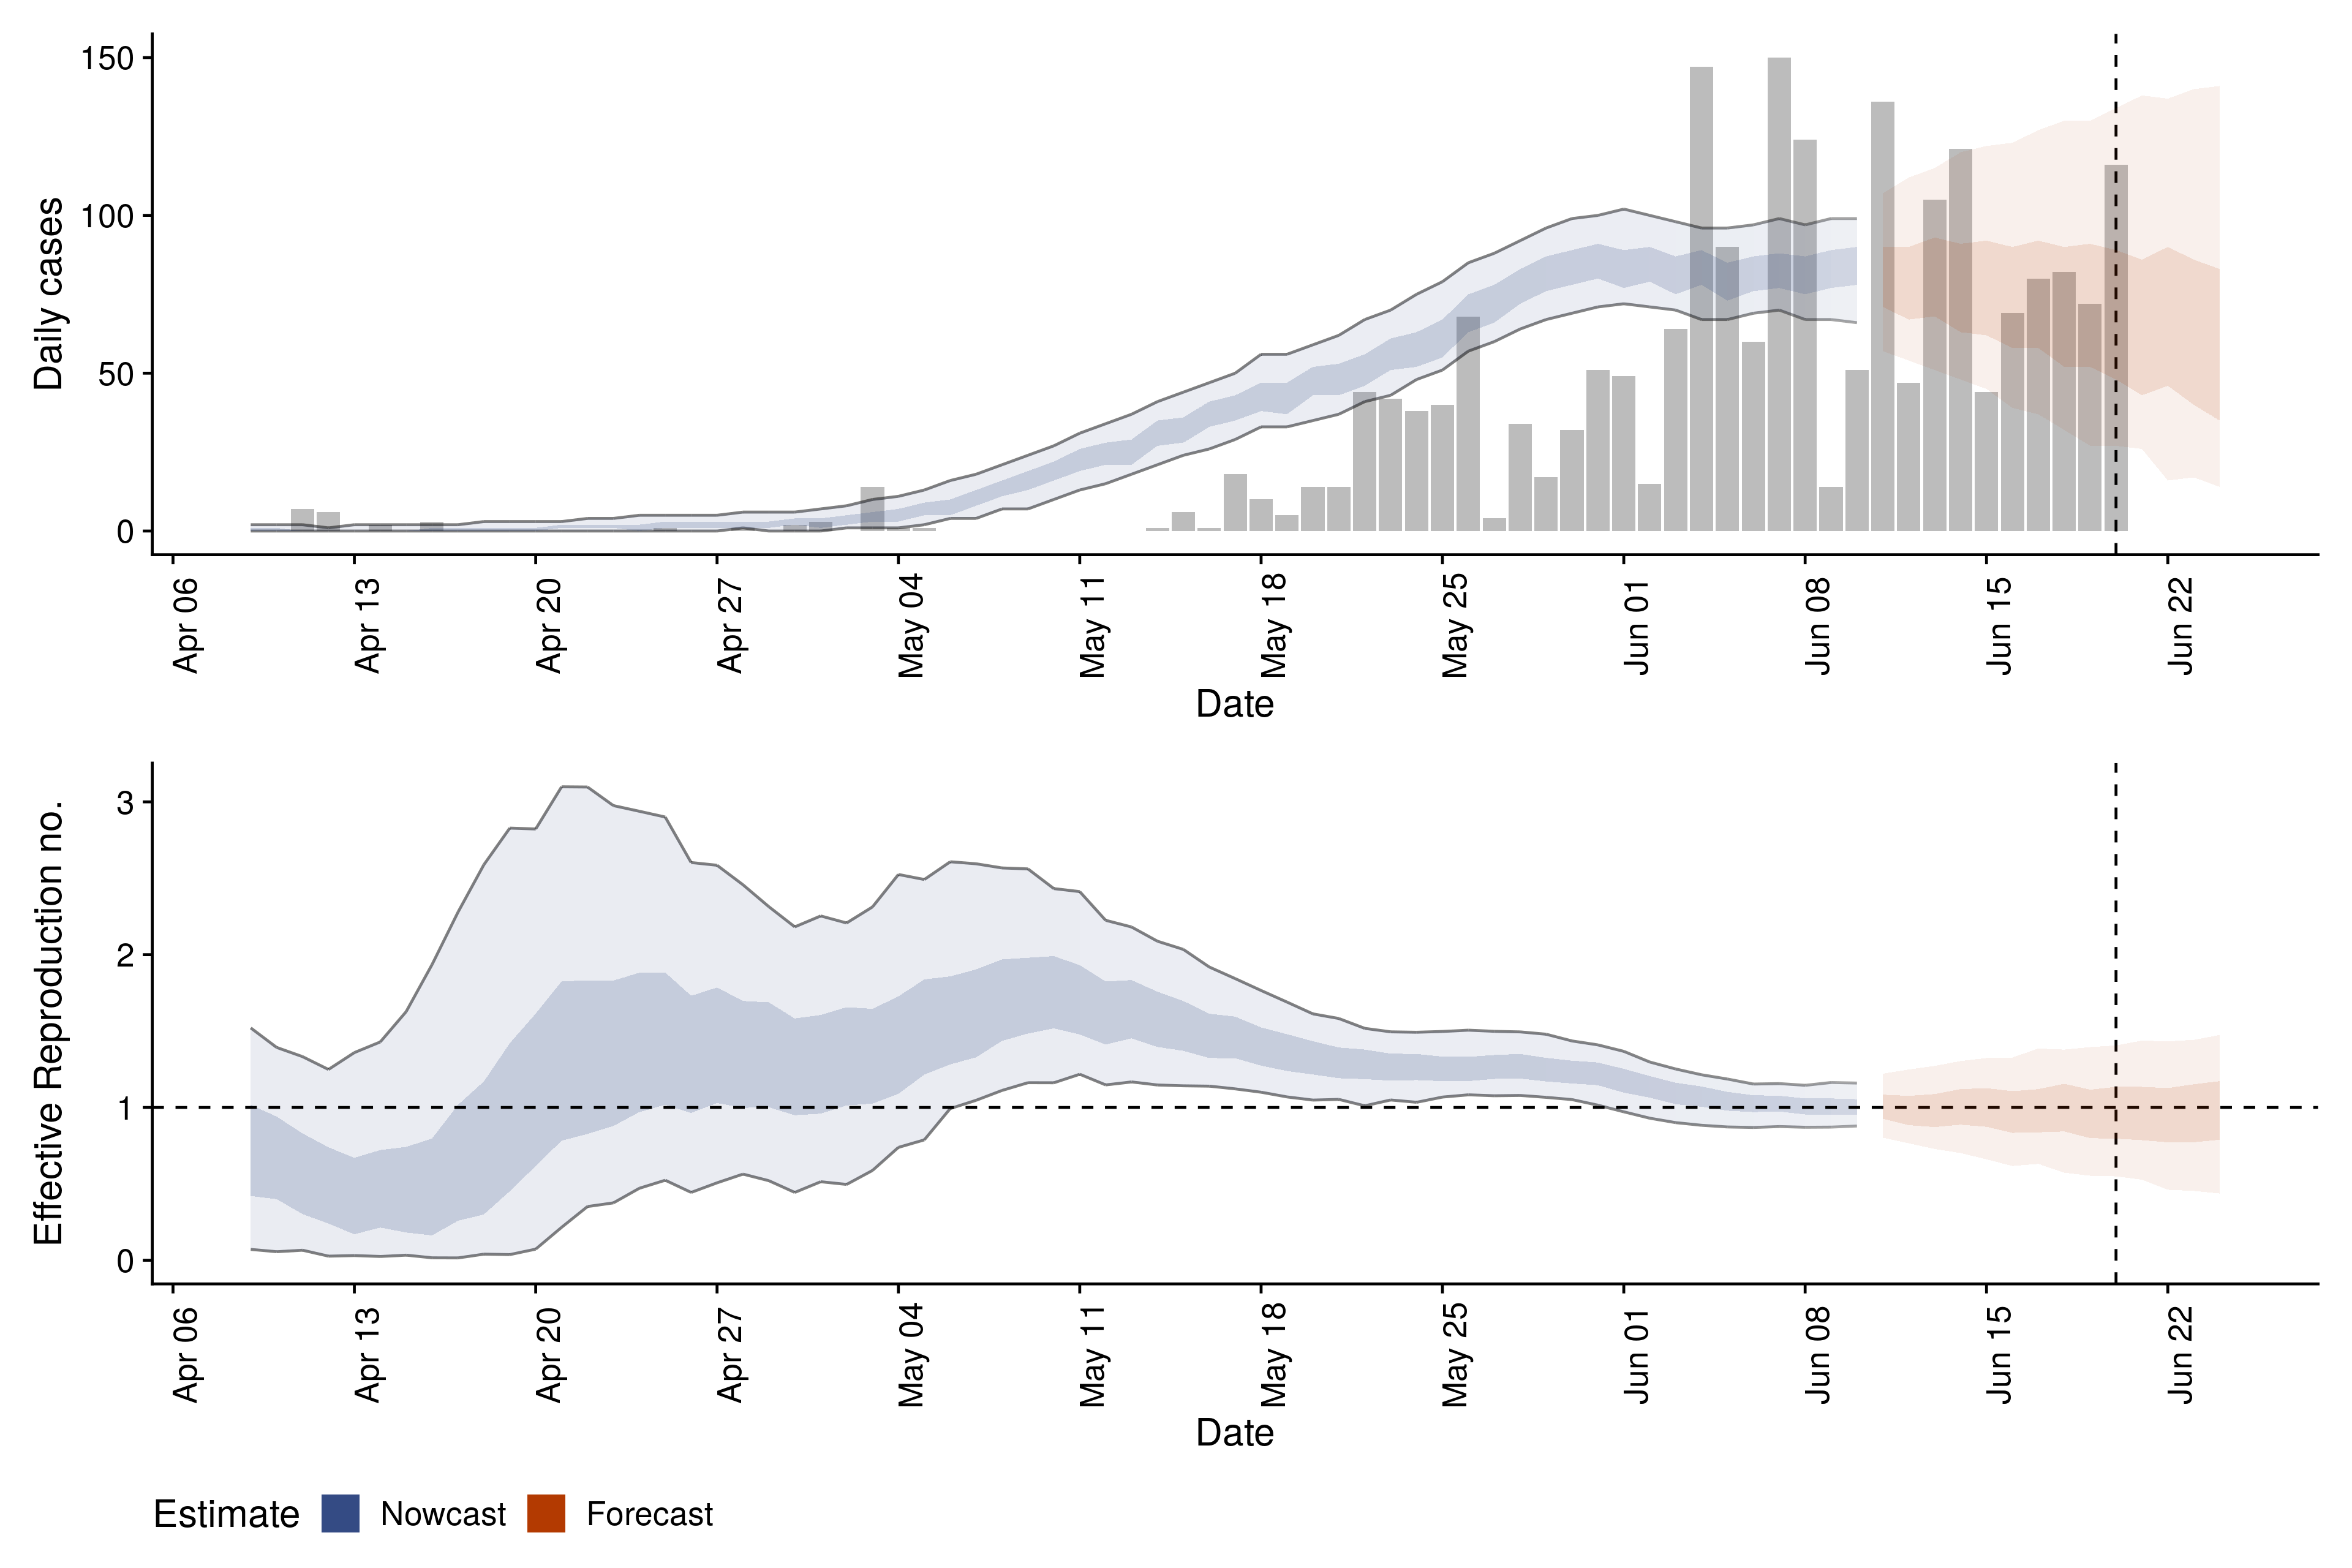 150
100
50
0
Daily cases
Apr 06
Apr 13
Apr 20
Apr 27
May 04
May 11
May 18
May 25
Jun 01
Jun 08
Jun 15
Jun 22
Date
3
2
1
0
Effective Reproduction no.
Apr 06
Apr 13
Apr 20
Apr 27
May 04
May 11
May 18
May 25
Jun 01
Jun 08
Jun 15
Jun 22
Date
Estimate Nowcast Forecast